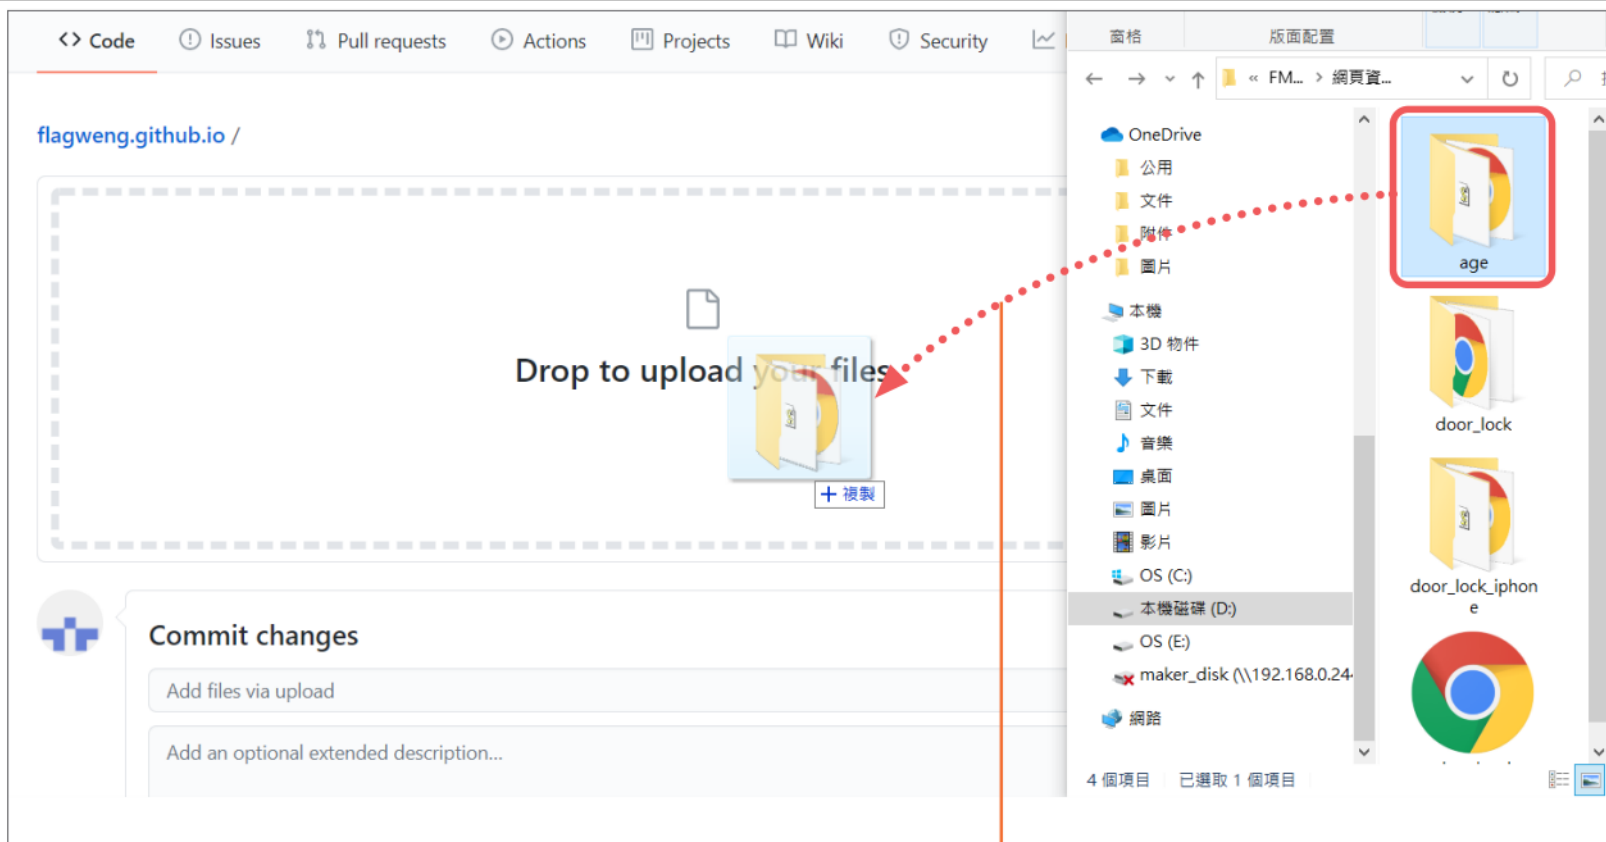 Code
Issues
Pull requests
Actions
Projects
Wiki
Security
flagweng.github.io /
Drop to upload your files
複製
Commit changes
Add files via upload
Add an optional extended description...
窗格
版面配置
« FM... > 網頁資...
OneDrive
公用
文件
附件
圖片
本機
3D 物件
下載
文件
音樂
桌面
圖片
影片
OS (C:)
本機磁碟 (D:)
OS (E:)
maker_disk (\\192.168.0.24
網路
age
door_lock
door_lock_iphon
e
4 個項目
已選取 1 個項目